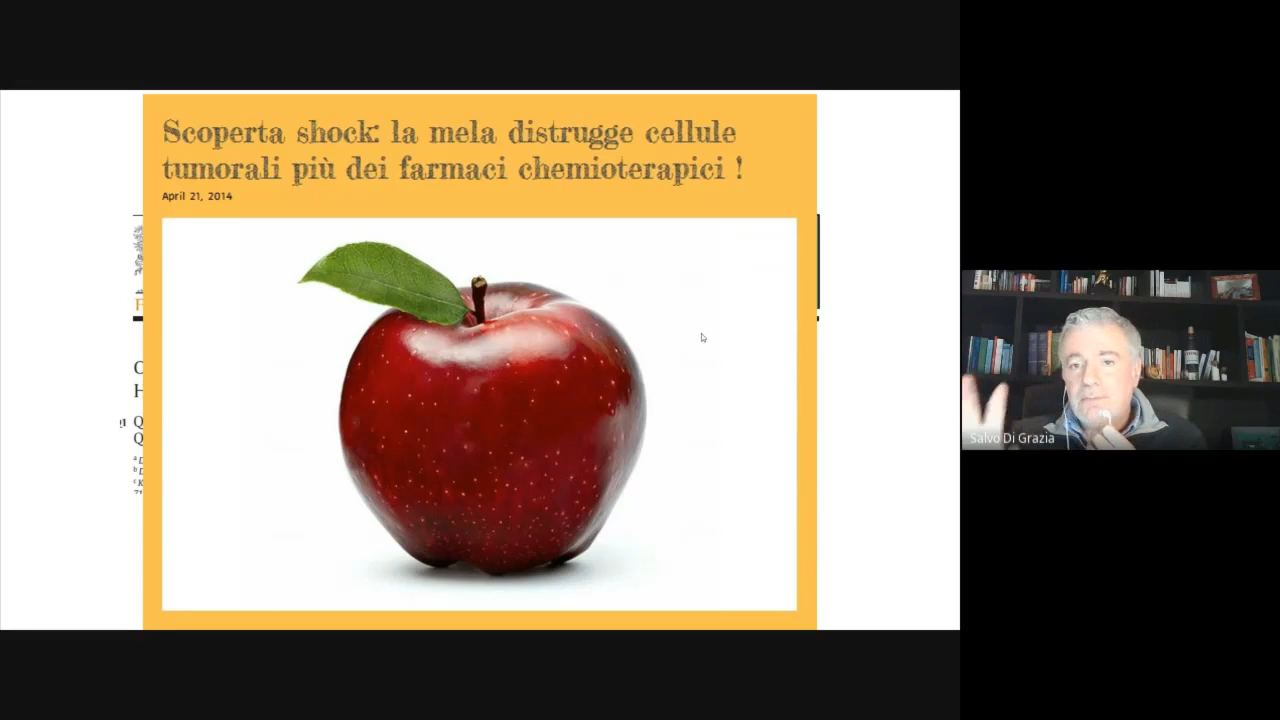 Scoperta shock: la mela distrugge cellule
tumorali più dei farmaci chemioterapici !
April 21, 2014
F
O
H
Q
Q
Salvo Di Grazia